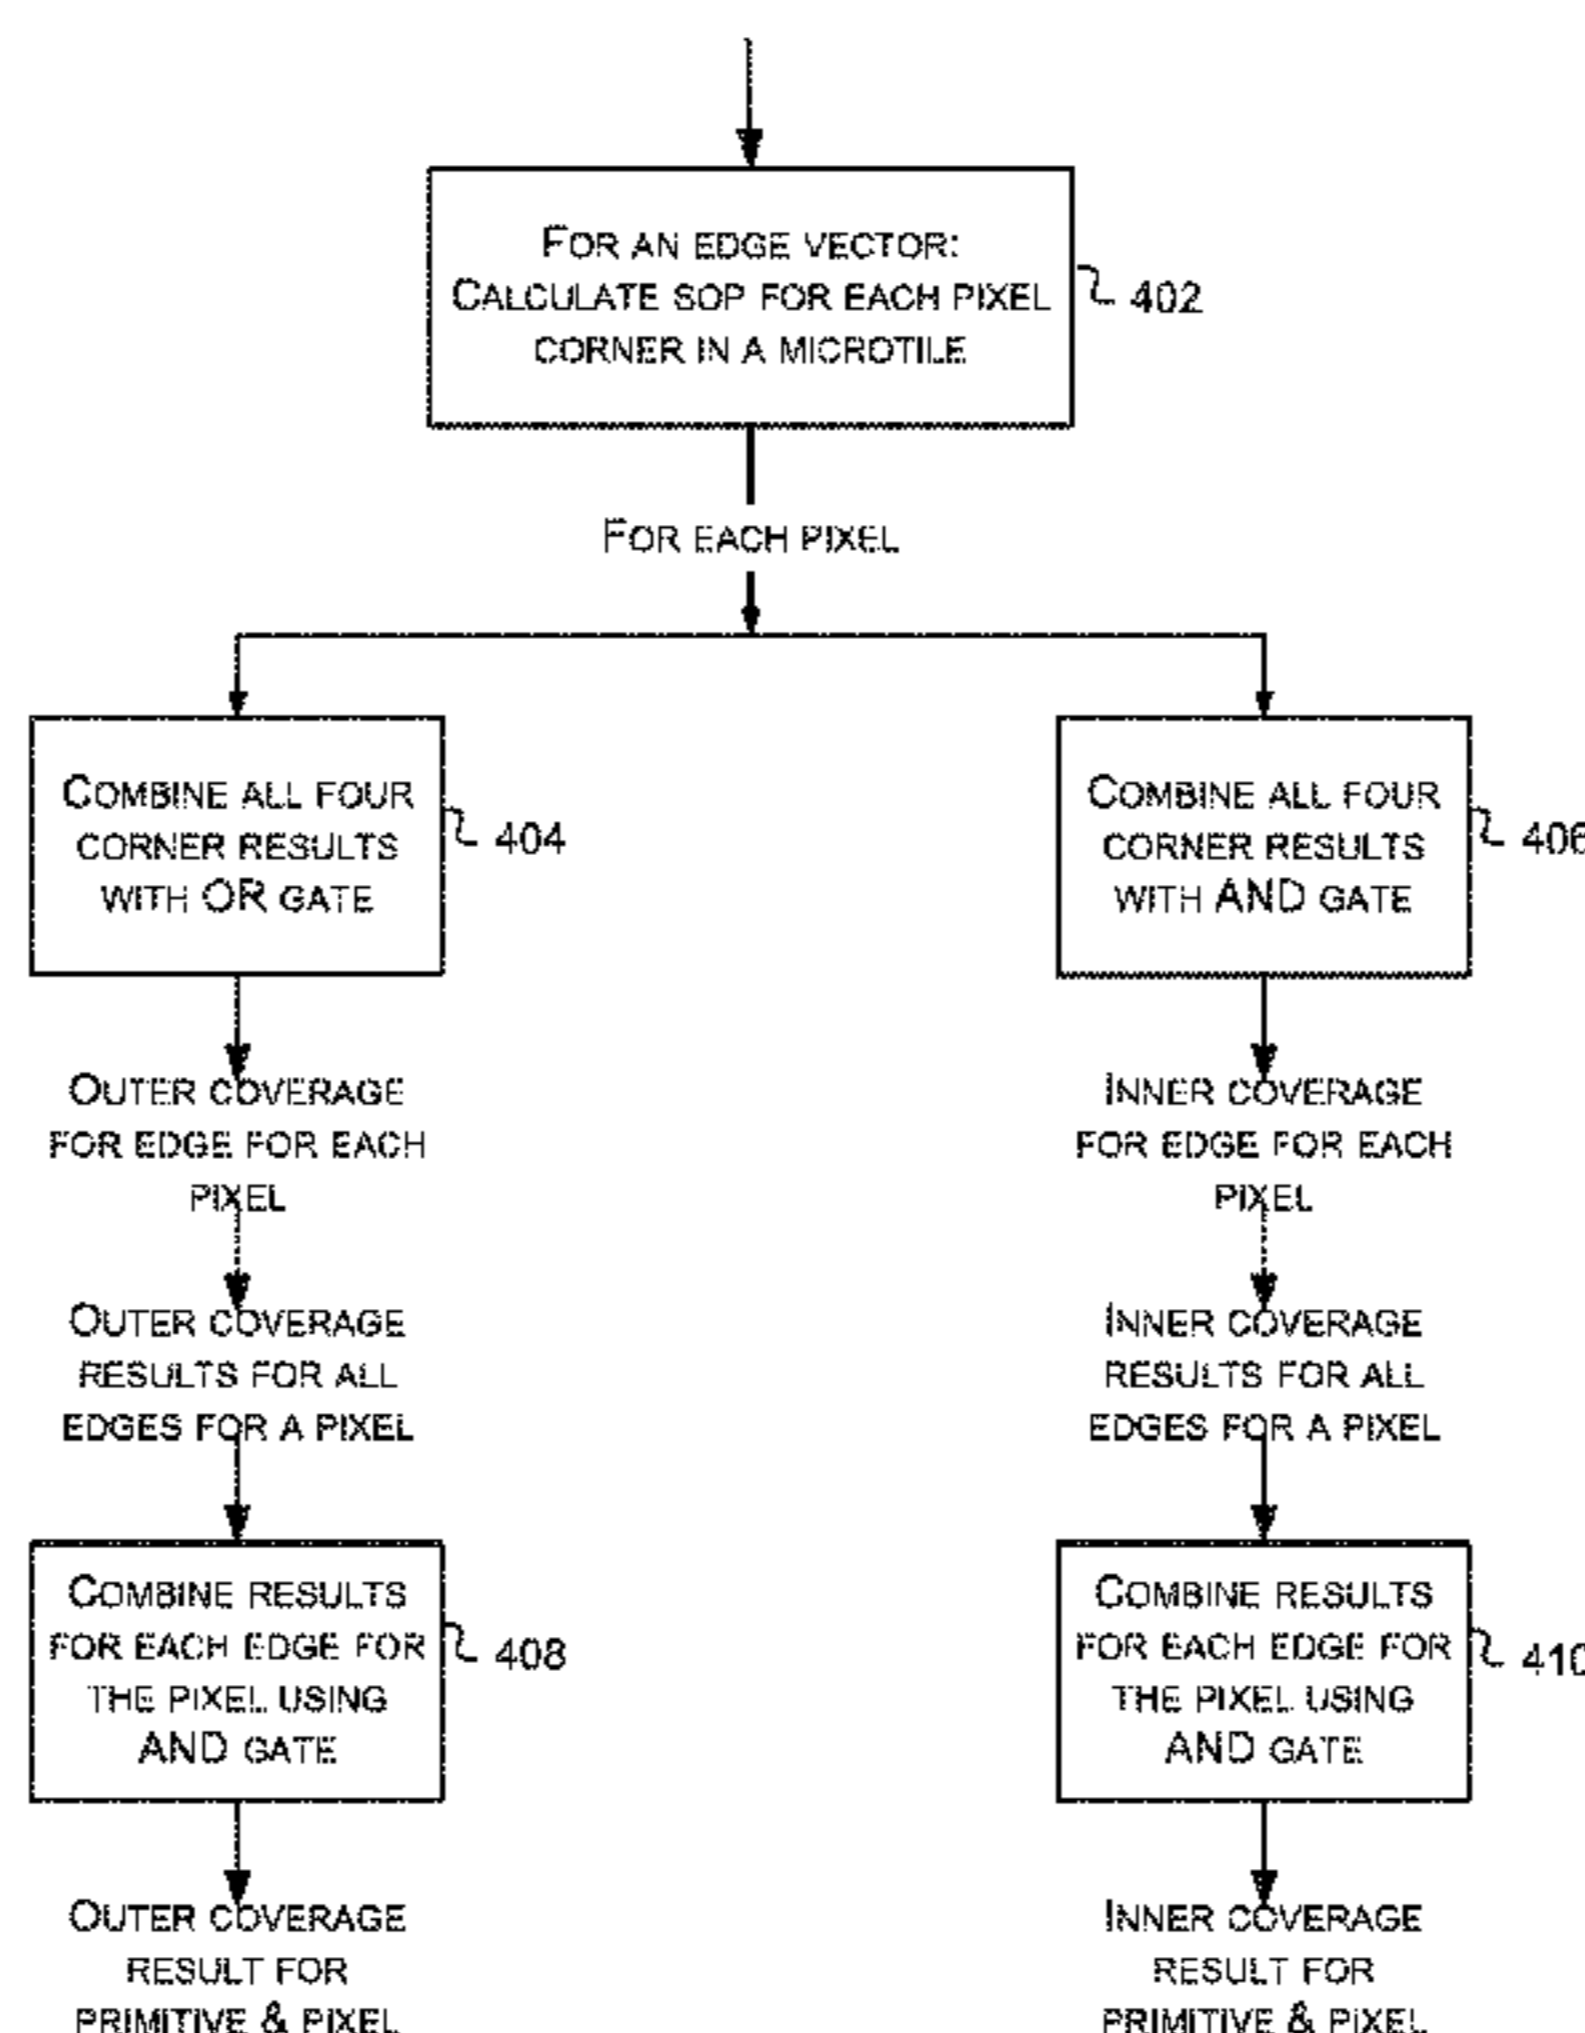 FOR AN EDGE VECTOR:
CALCULATE SOP FOR EACH PIXEL
CORNER IN A MICROTILE
402
FOR EACH PIXEL
COMBINE ALL FOUR
CORNER RESULTS
WITH OR GATE
404
COMBINE ALL FOUR
CORNER RESULTS
WITH AND GATE
406
OUTER COVERAGE
FOR EDGE FOR EACH
PIXEL
INNER COVERAGE
FOR EDGE FOR EACH
PIXEL
OUTER COVERAGE
RESULTS FOR ALL
EDGES FOR A PIXEL
INNER COVERAGE
RESULTS FOR ALL
EDGES FOR A PIXEL
COMBINE RESULTS
FOR EACH EDGE FOR
THE PIXEL USING
AND GATE
408
COMBINE RESULTS
FOR EACH EDGE FOR
THE PIXEL USING
AND GATE
410
OUTER COVERAGE
RESULT FOR
PRIMITIVE & PIXEL
INNER COVERAGE
RESULT FOR
PRIMITIVE & PIXEL